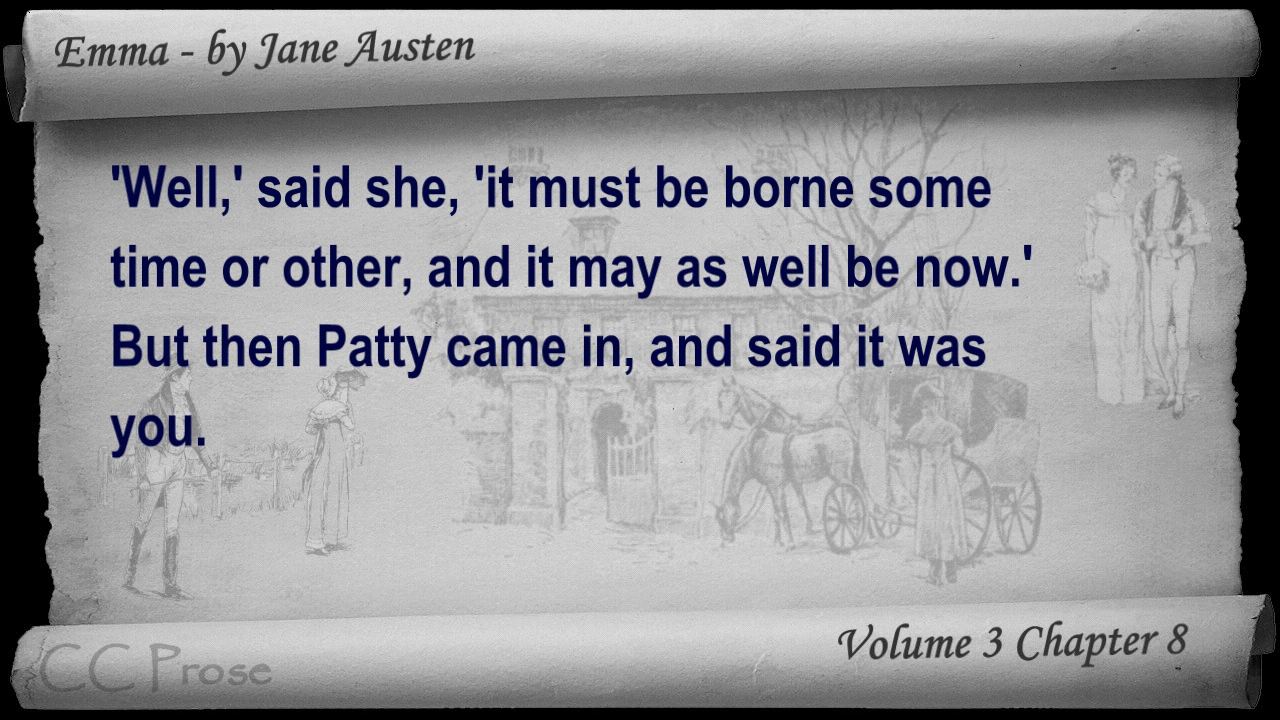 Emma - by Jane Austen
'Well,' said she, 'it must be borne some
time or other, and it may as well be now.'
But then Patty came in, and said it was
you.
Volume 3 Chapter 8
CC Prose